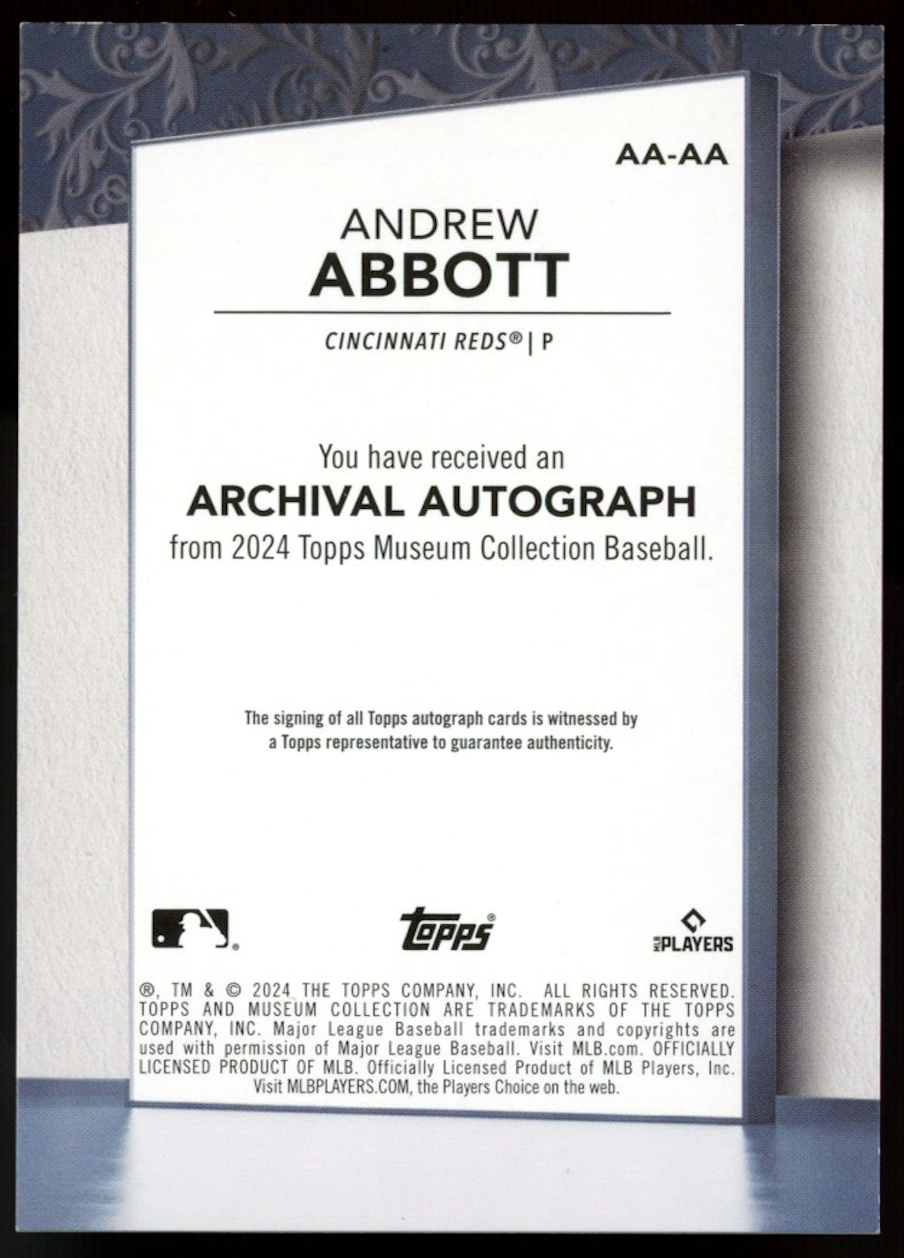 AA-AA
ANDREW
ABBOTT
CINCINNATI REDS® | P
You have received an
ARCHIVAL AUTOGRAPH
from 2024 Topps Museum Collection Baseball.
The signing of all Topps autograph cards is witnessed by
a Topps representative to guarantee authenticity.
® topps® MLB PLAYERS
®, TM & © 2024 THE TOPPS COMPANY, INC. ALL RIGHTS RESERVED.
TOPPS AND MUSEUM COLLECTION ARE TRADEMARKS OF THE TOPPS
COMPANY, INC. Major League Baseball trademarks and copyrights are
used with permission of Major League Baseball. Visit MLB.com. OFFICIALLY
LICENSED PRODUCT OF MLB. Officially Licensed Product of MLB Players, Inc.
Visit MLBPLAYERS.COM, the Players Choice on the web.